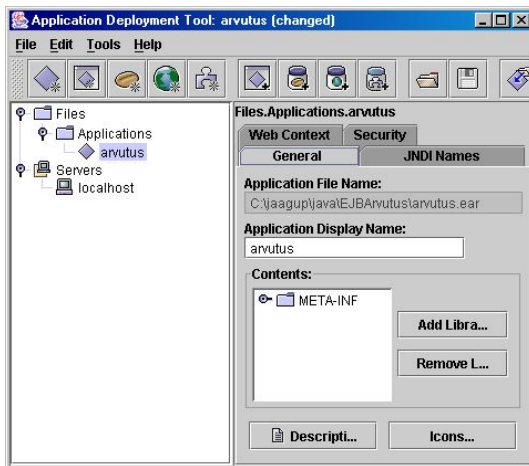 Application Deployment Tool: arvutus (changed)
File Edit Tools Help
Files
Applications
arvutus
Servers
localhost
Files.Applications.arvutus
Web Context Security
General JNDI Names
Application File Name:
C:\jaagup\java\EJBArvutus\arvutus.ear
Application Display Name:
arvutus
Contents:
META-INF
Add Libra...
Remove L...
Descripti... Icons...